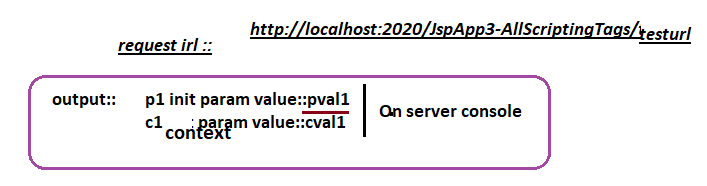 request irl :: http://localhost:2020/JspApp3-AllScriptingTags/testurl
output:: p1 init param value::pval1
c1 context param value::cval1
On server console